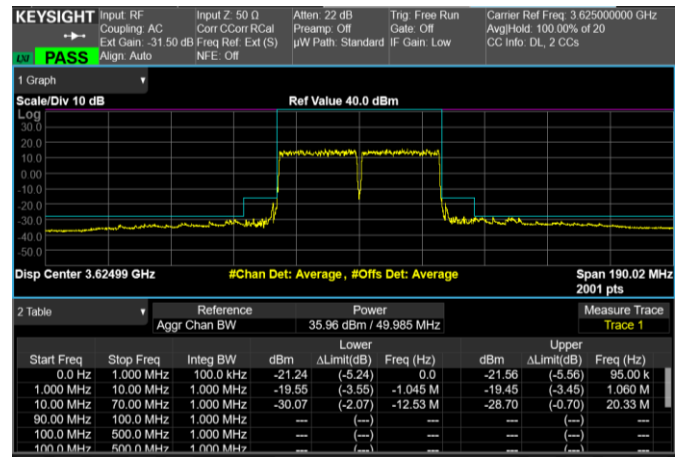 KEYSIGHT Input: RF Input Z: 50 Ω Atten: 22 dB Trig: Free Run Carrier Ref Freq: 3.625000000 GHz
Coupling: AC Corr CCorr RCal Preamp: Off Gate: Off Avg|Hold: 100.00% of 20
Ext Gain: -31.50 dB Freq Ref: Ext (S) µW Path: Standard IF Gain: Low CC Info: DL, 2 CCs
LXI PASS Align: Auto NFE: Off
1 Graph
Scale/Div 10 dB Ref Value 40.0 dBm
Log
30.0
20.0
10.0
0.00
-10.0
-20.0
-30.0
-40.0
-50.0
Disp Center 3.62499 GHz #Chan Det: Average, #Offs Det: Average Span 190.02 MHz
2001 pts
2 Table Reference Power Measure Trace
Aggr Chan BW 35.96 dBm / 49.985 MHz Trace 1
Lower Upper
Start Freq Stop Freq Integ BW dBm ΔLimit(dB) Freq (Hz) dBm ΔLimit(dB) Freq (Hz)
0.0 Hz 1.000 MHz 100.0 kHz -21.24 (-5.24) 0.0 -21.56 (-5.56) 95.00 k
1.000 MHz 10.00 MHz 1.000 MHz -19.55 (-3.55) -1.045 M -19.45 (-3.45) 1.060 M
10.00 MHz 70.00 MHz 1.000 MHz -30.07 (-2.07) -12.53 M -28.70 (-0.70) 20.33 M
90.00 MHz 100.0 MHz 1.000 MHz --- (---) --- --- (---) ---
100.0 MHz 500.0 MHz 1.000 MHz --- (---) --- --- (---) ---
100.0 MHz 500.0 MHz 1.000 MHz --- (---) --- --- (---) ---